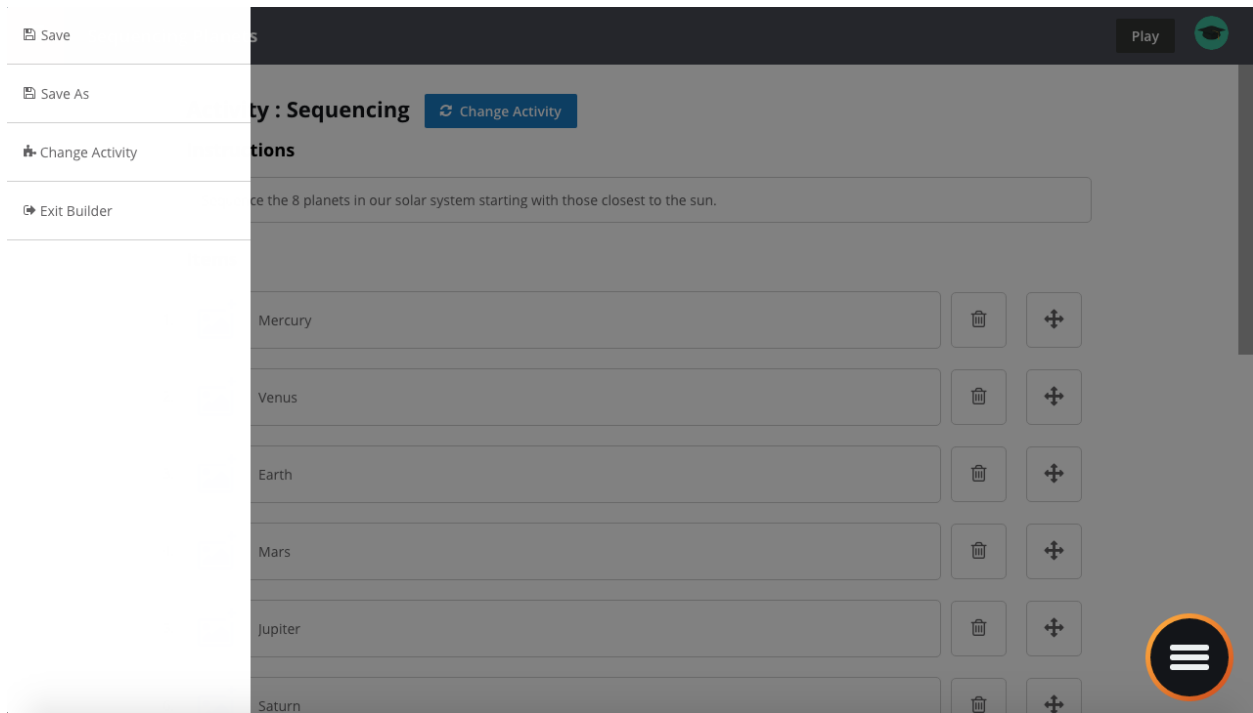 Save
Save As
Change Activity
Exit Builder
s
Play
ty : Sequencing
Change Activity
tions
ce the 8 planets in our solar system starting with those closest to the sun.
Mercury
Venus
Earth
Mars
Jupiter
Saturn